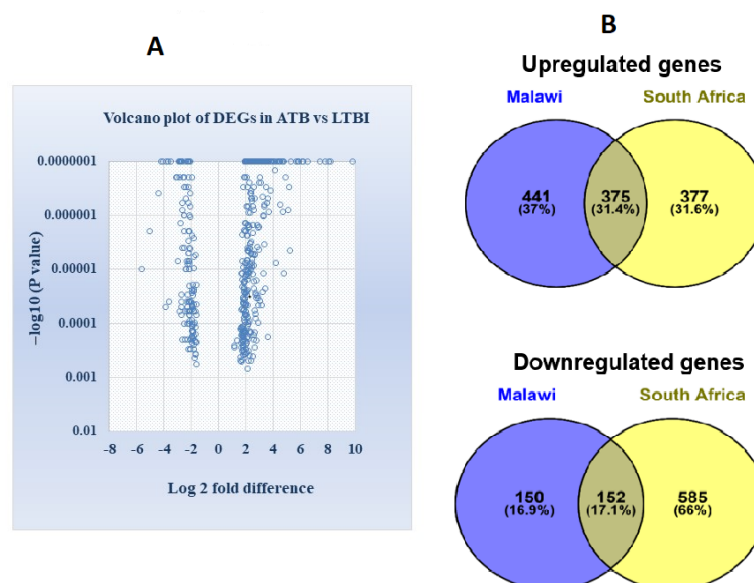 A
B
Volcano plot of DEGs in ATB vs LTBI
−log10 (P value)
0.0000001
0.000001
0.00001
0.0001
0.001
0.01
-8 -6 -4 -2 0 2 4 6 8 10
Log 2 fold difference
Upregulated genes
Malawi South Africa
441 375 377
(37%) (31.4%) (31.6%)
Downregulated genes
Malawi South Africa
150 152 585
(16.9%) (17.1%) (66%)